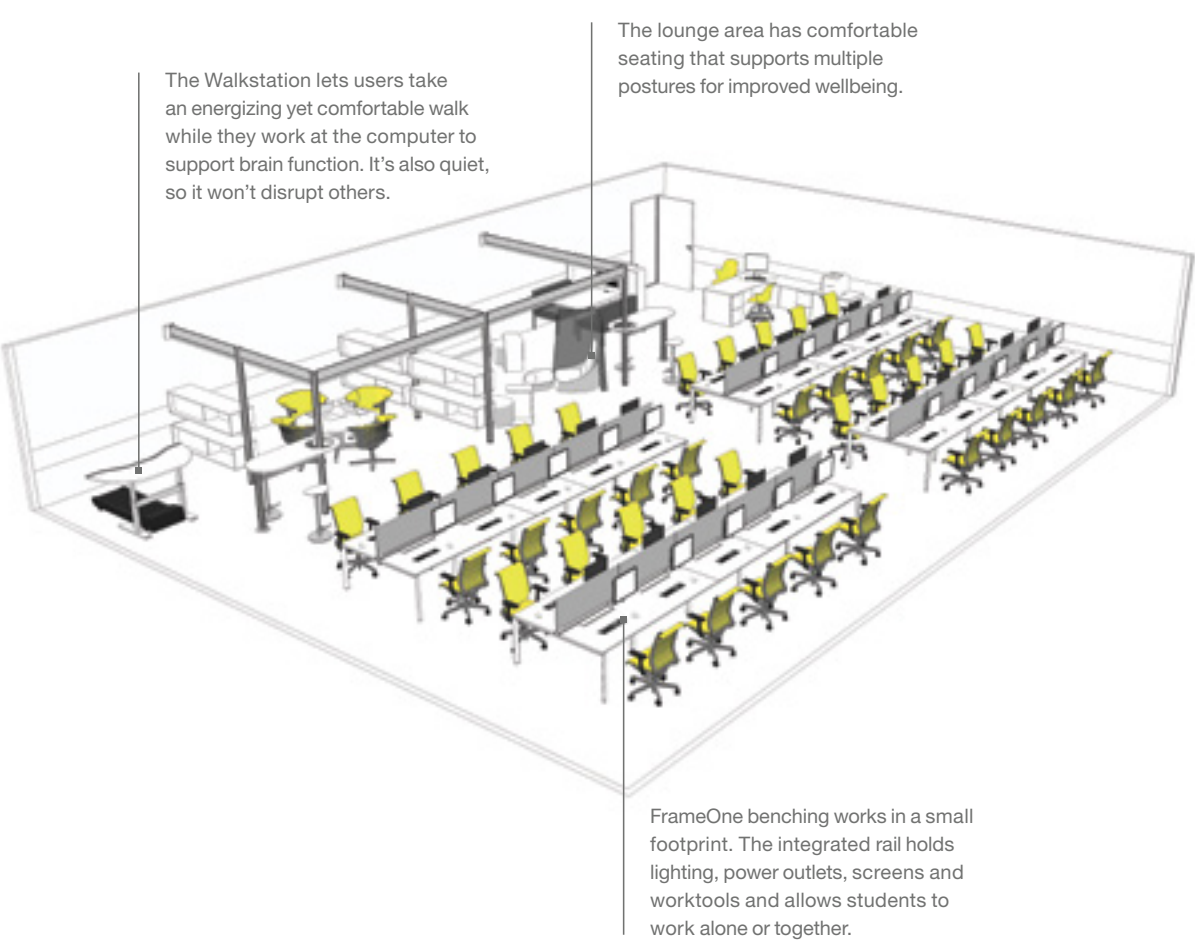 The lounge area has comfortable
seating that supports multiple
postures for improved wellbeing.
The Walkstation lets users take
an energizing yet comfortable walk
while they work at the computer to
support brain function. It’s also quiet,
so it won’t disrupt others.
FrameOne benching works in a small
footprint. The integrated rail holds
lighting, power outlets, screens and
worktools and allows students to
work alone or together.